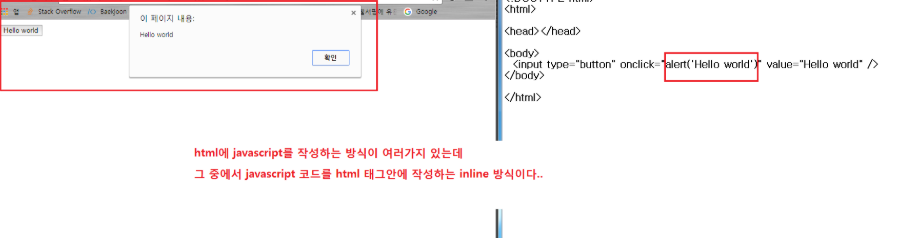 앱 Stack Overflow Baekjoon Google
Hello world
이 페이지 내용:
Hello world
확인
<!DOCTYPE html>
<html>
<head></head>
<body>
<input type="button" onclick="alert('Hello world')" value="Hello world" />
</body>
</html>
html에 javascript를 작성하는 방식이 여러가지 있는데
그 중에서 javascript 코드를 html 태그안에 작성하는 inline 방식이다..